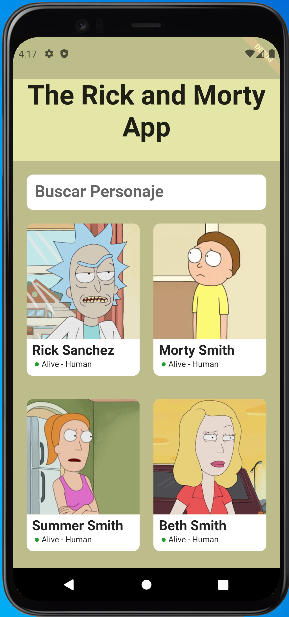 4:17
The Rick and Morty
App
Buscar Personaje
Rick Sanchez
Alive - Human
Morty Smith
Alive - Human
Summer Smith
Alive - Human
Beth Smith
Alive - Human